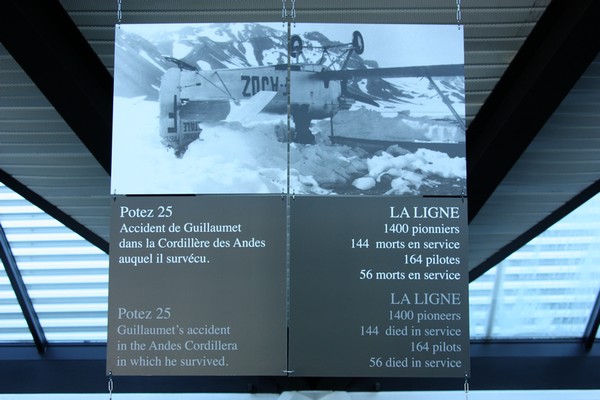 ZGOV-F
Potez 25
Accident de Guillaumet
dans la Cordillère des Andes
auquel il survécu.
Potez 25
Guillaumet's accident
in the Andes Cordillera
in which he survived.
LA LIGNE
1400 pionniers
144 morts en service
164 pilotes
56 morts en service
LA LIGNE
1400 pioneers
144 died in service
164 pilots
56 died in service